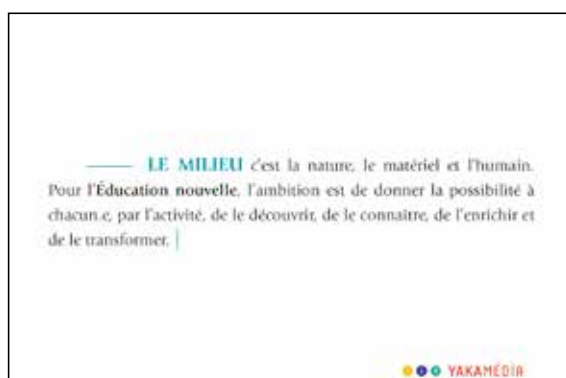 LE MILIEU c'est la nature, le matériel et l'humain.
Pour l'Éducation nouvelle, l'ambition est de donner la possibilité à
chacun.e, par l'activité, de le découvrir, de le connaître, de l'enrichir et
de le transformer.
YAKAMÉDIA